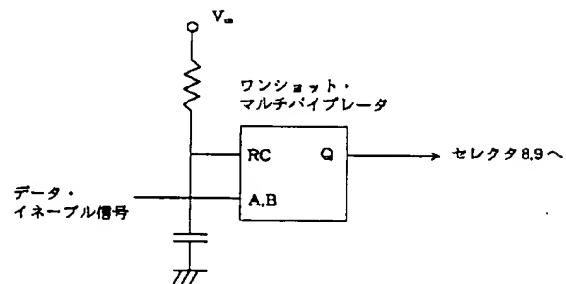 ワンショット・
マルチバイブレータ
RC
Q
セレクタ8,9へ
データ・
イネーブル信号
A,B